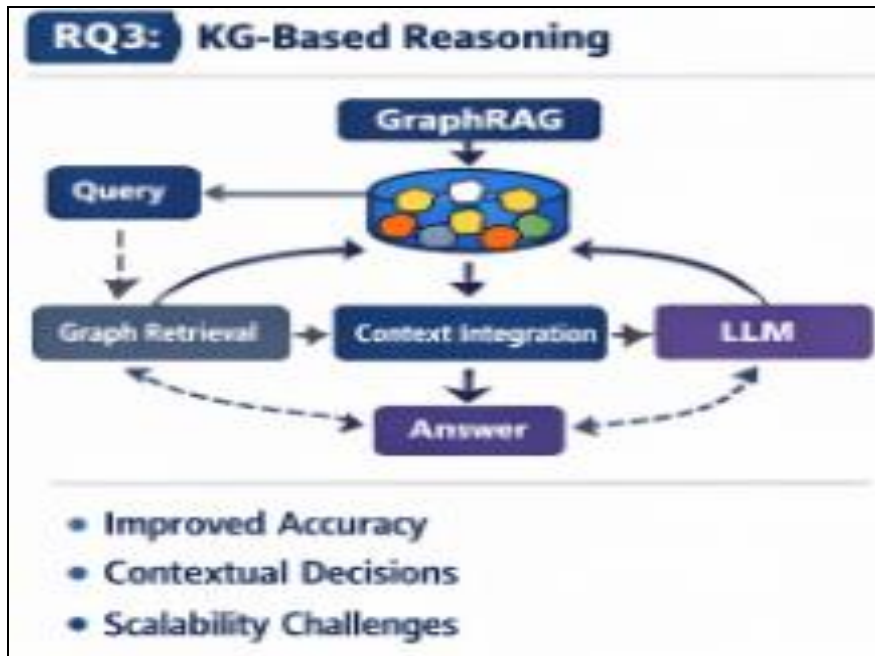 RQ3: KG-Based Reasoning
GraphRAG
Query
Graph Retrieval
Context Integration
LLM
Answer
• Improved Accuracy
• Contextual Decisions
• Scalability Challenges